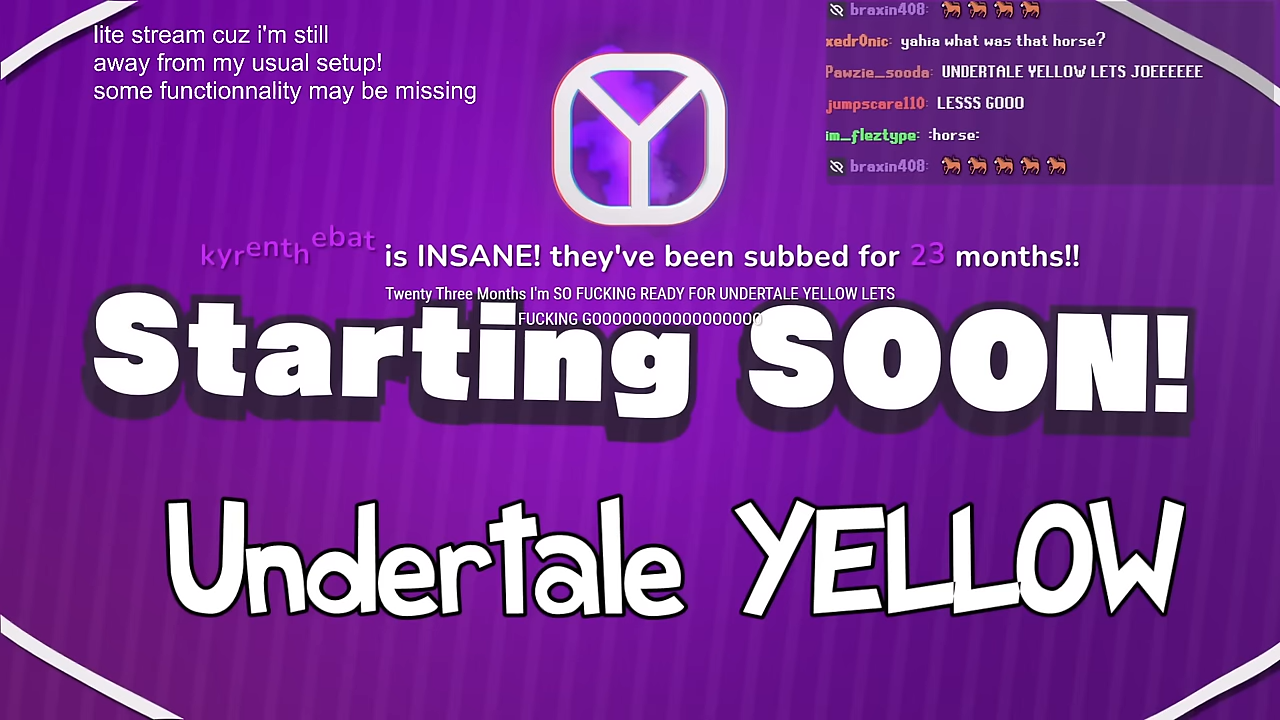 lite stream cuz i'm still
away from my usual setup!
some functionnality may be missing
braxin408:
xedr0nic: yahia what was that horse?
Pawzie_sooda: UNDERTALE YELLOW LETS JOEEEEEE
jumpscare110: LESSS GOOO
im_fleztype: :horse:
braxin408:
Y
kyrenthebat is INSANE! they've been subbed for 23 months!!
Twenty Three Months I'm SO FUCKING READY FOR UNDERTALE YELLOW LETS
FUCKING GOOOOOOOOOOOOOOOOO
Starting SOON!
Undertale YELLOW